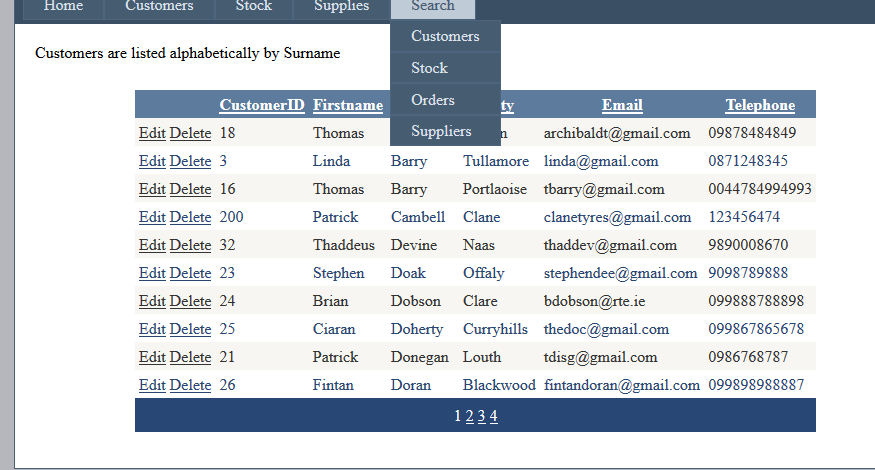 Home Customers Stock Supplies Search
Customers
Stock
Orders
Suppliers
Customers are listed alphabetically by Surname
CustomerID Firstname ty Email Telephone
Edit Delete 18 Thomas n archibaldt@gmail.com 09878484849
Edit Delete 3 Linda Barry Tullamore linda@gmail.com 0871248345
Edit Delete 16 Thomas Barry Portlaoise tbarry@gmail.com 0044784994993
Edit Delete 200 Patrick Cambell Clane clanetyres@gmail.com 123456474
Edit Delete 32 Thaddeus Devine Naas thaddev@gmail.com 9890008670
Edit Delete 23 Stephen Doak Offaly stephendee@gmail.com 9098789888
Edit Delete 24 Brian Dobson Clare bdobson@rte.ie 099888788898
Edit Delete 25 Ciaran Doherty Curryhills thedoc@gmail.com 099867865678
Edit Delete 21 Patrick Donegan Louth tdisg@gmail.com 0986768787
Edit Delete 26 Fintan Doran Blackwood fintandoran@gmail.com 099898988887
1 2 3 4